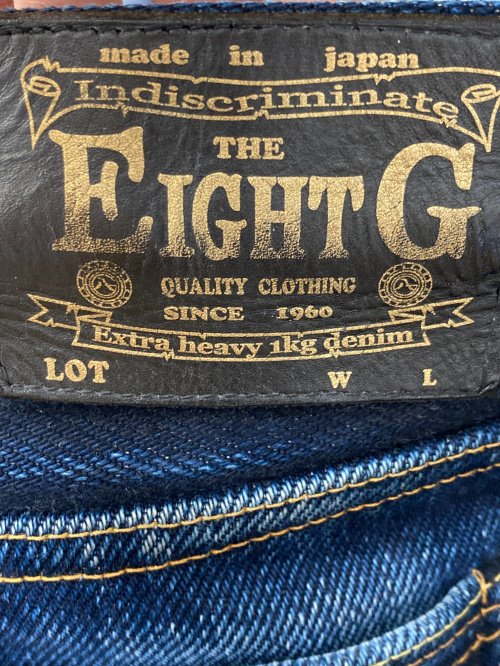 made in japan
Indiscriminate
THE
EIGHT G
QUALITY CLOTHING
SINCE 1960
Extra heavy 1kg denim
LOT W L